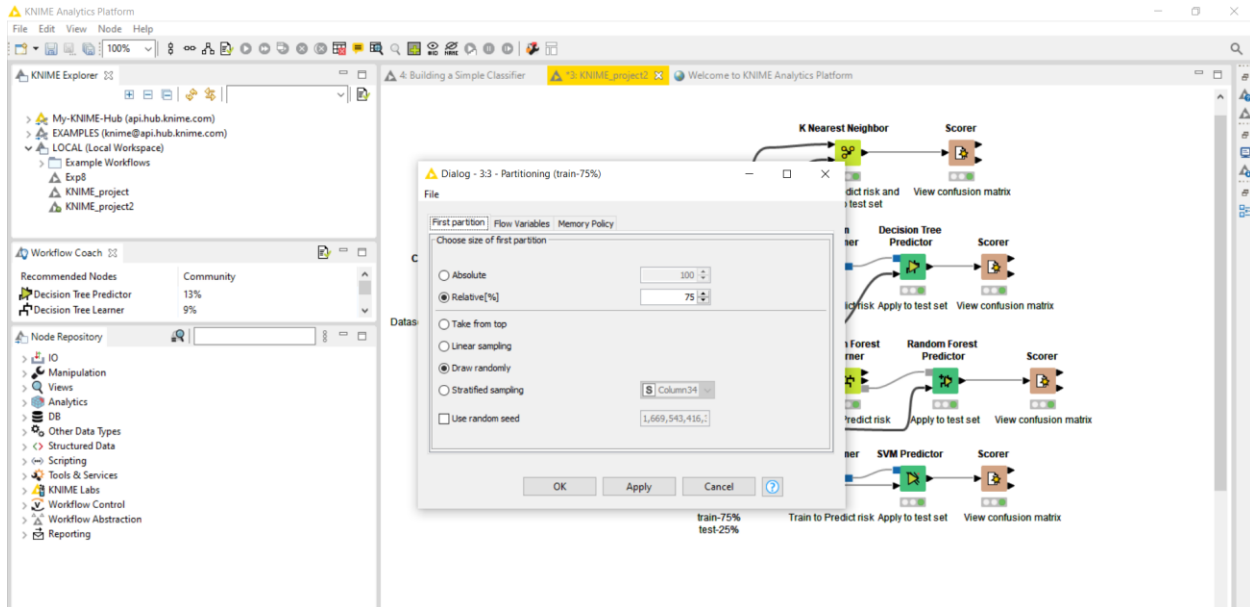 KNIME Analytics Platform
File Edit View Node Help
100%
KNIME Explorer
My-KNIME-Hub (api.hub.knime.com)
EXAMPLES (knime@api.hub.knime.com)
LOCAL (Local Workspace)
Example Workflows
Exp8
KNIME_project
KNIME_project2
Workflow Coach
Recommended Nodes Community
Decision Tree Predictor 13%
Decision Tree Learner 9%
Node Repository
IO
Manipulation
Views
Analytics
DB
Other Data Types
Structured Data
Scripting
Tools & Services
KNIME Labs
Workflow Control
Workflow Abstraction
Reporting
4: Building a Simple Classifier *3: KNIME_project2 Welcome to KNIME Analytics Platform
Dialog - 3:3 - Partitioning (train-75%)
File
First partition Flow Variables Memory Policy
Choose size of first partition
Absolute 100
Relative[%] 75
Take from top
Linear sampling
Draw randomly
Stratified sampling S Column34
Use random seed 1,669,543,416,
OK Apply Cancel ?
K Nearest Neighbor Scorer
dict risk and View confusion matrix
test set
Decision Tree
Predictor Scorer
Apply to test set View confusion matrix
Forest Random Forest
Predictor Scorer
Predict risk Apply to test set View confusion matrix
SVM Predictor Scorer
Train to Predict risk Apply to test set View confusion matrix
train-75%
test-25%